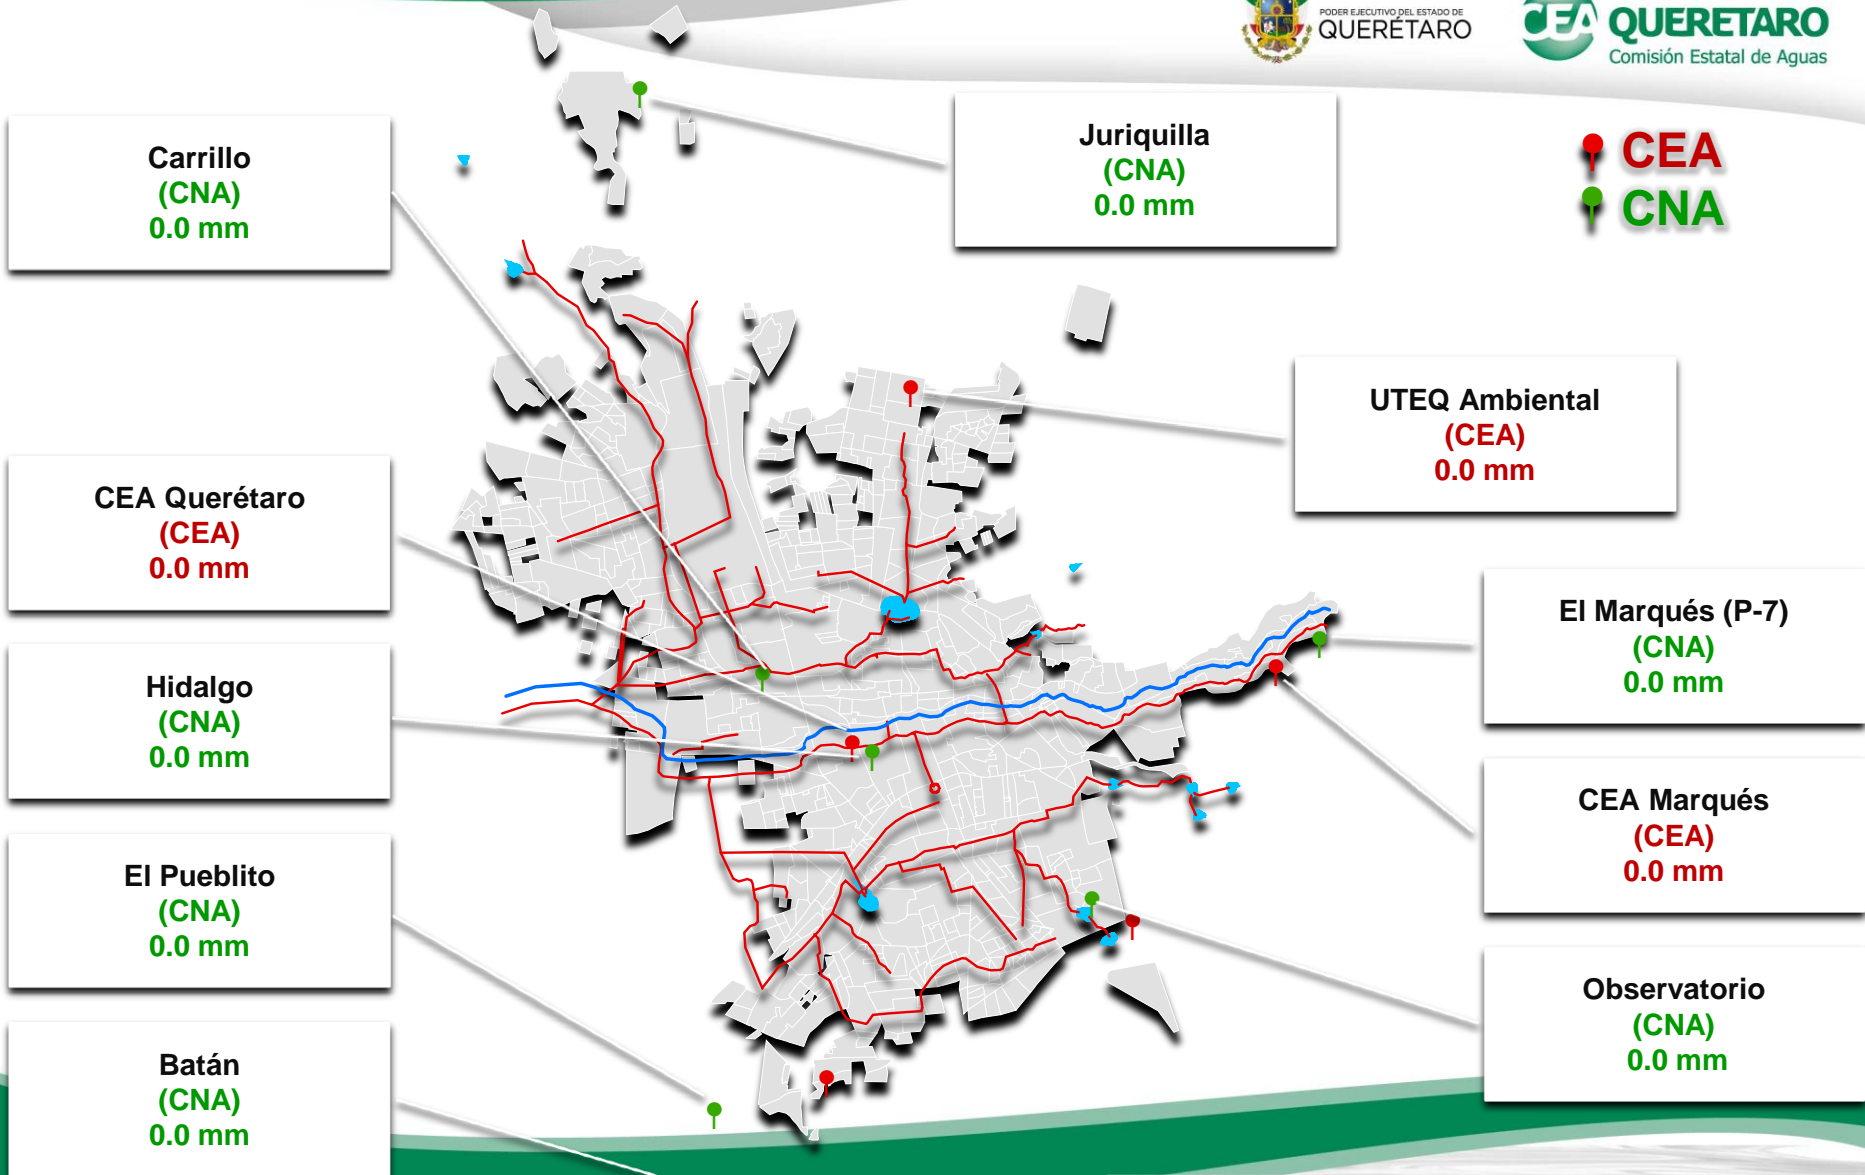 PODER EJECUTIVO DEL ESTADO DE
QUERÉTARO
CEA QUERETARO
Comisión Estatal de Aguas
Carrillo
(CNA)
0.0 mm
Juriquilla
(CNA)
0.0 mm
CEA
CNA
UTEQ Ambiental
(CEA)
0.0 mm
CEA Querétaro
(CEA)
0.0 mm
El Marqués (P-7)
(CNA)
0.0 mm
Hidalgo
(CNA)
0.0 mm
CEA Marqués
(CEA)
0.0 mm
El Pueblito
(CNA)
0.0 mm
Observatorio
(CNA)
0.0 mm
Batán
(CNA)
0.0 mm